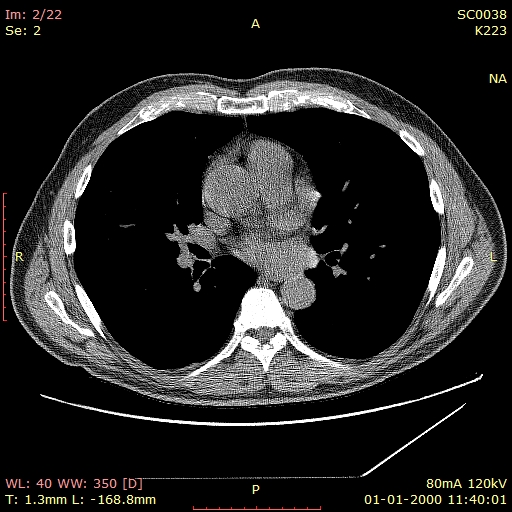 Im: 2/22
Se: 2
A
SC0038
K223
NA
R
L
WL: 40 WW: 350 [D]
T: 1.3mm L: -168.8mm
P
80mA 120kV
01-01-2000 11:40:01